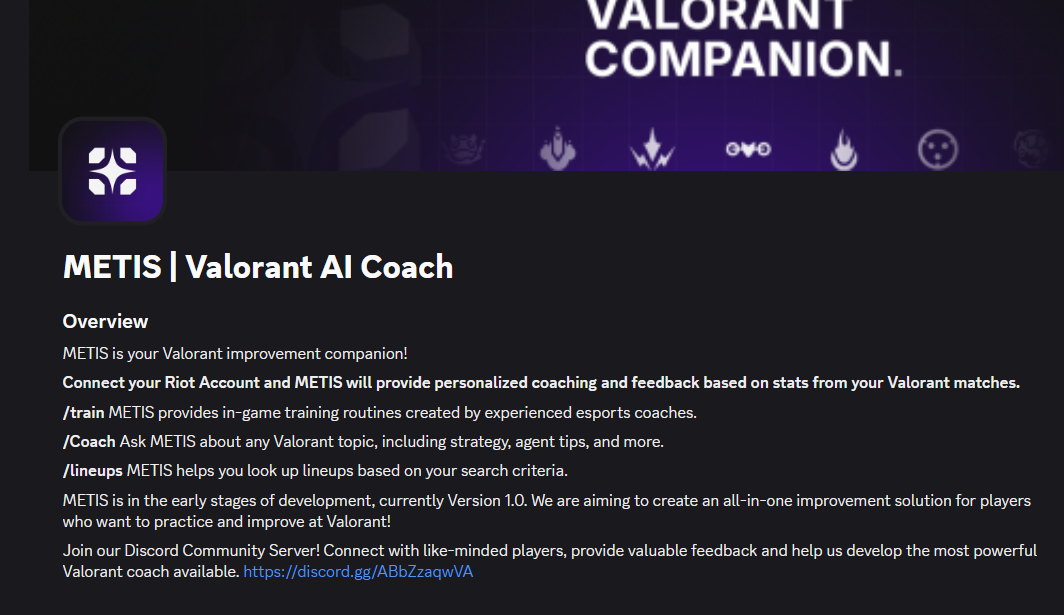 VALORANT
COMPANION.
METIS | Valorant AI Coach
Overview
METIS is your Valorant improvement companion!
Connect your Riot Account and METIS will provide personalized coaching and feedback based on stats from your Valorant matches.
/train METIS provides in-game training routines created by experienced esports coaches.
/Coach Ask METIS about any Valorant topic, including strategy, agent tips, and more.
/lineups METIS helps you look up lineups based on your search criteria.
METIS is in the early stages of development, currently Version 1.0. We are aiming to create an all-in-one improvement solution for players
who want to practice and improve at Valorant!
Join our Discord Community Server! Connect with like-minded players, provide valuable feedback and help us develop the most powerful
Valorant coach available. https://discord.gg/ABbZzaqwVA